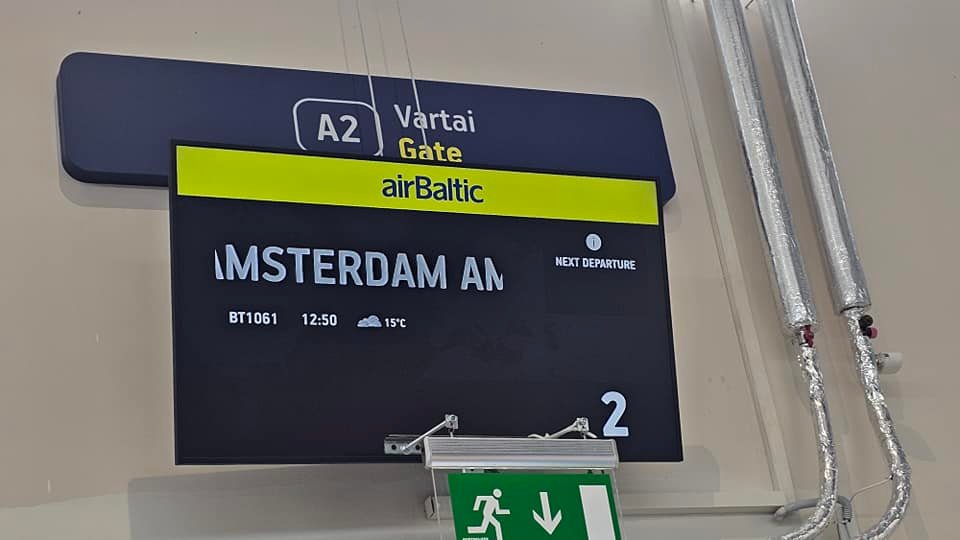 A2 Vartai
Gate
airBaltic
AMSTERDAM AM
NEXT DEPARTURE
BT1061 12:50 15°C
2